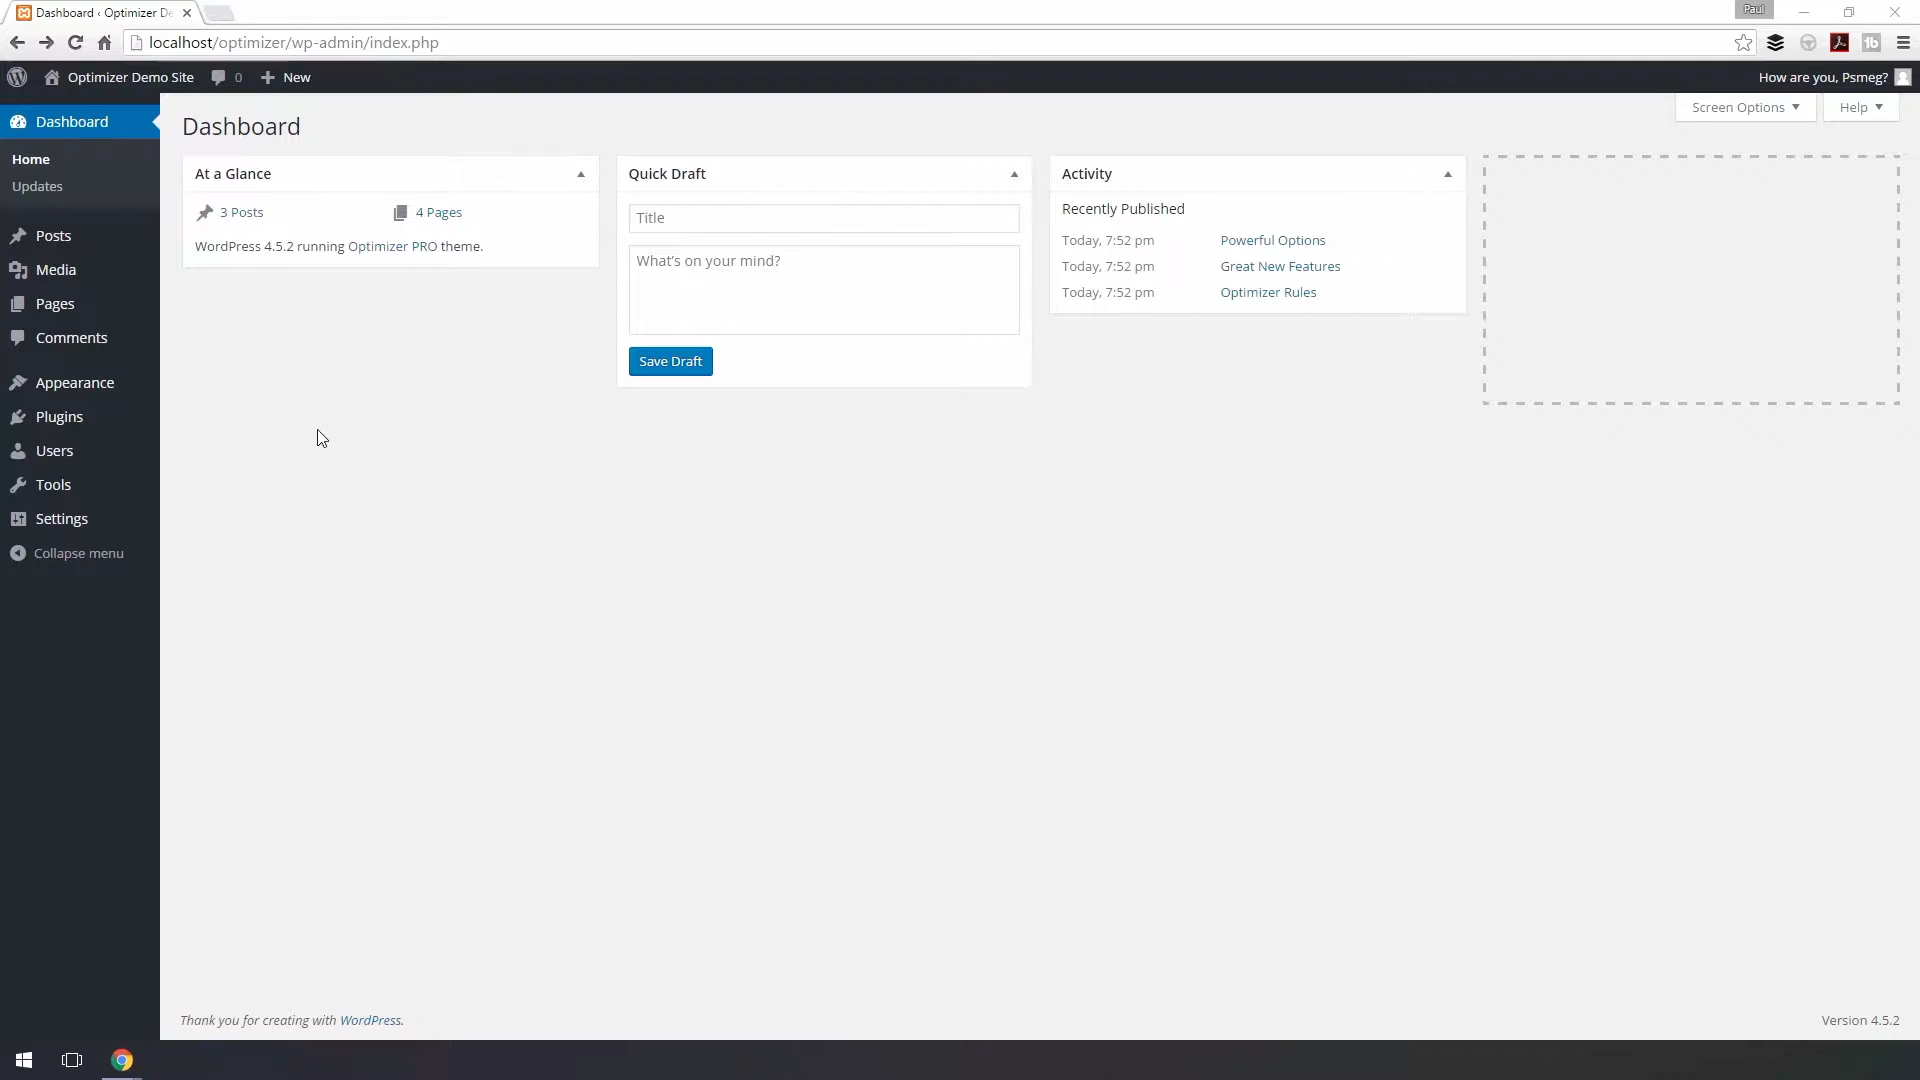 Dashboard ‹ Optimizer De
Paul
localhost/optimizer/wp-admin/index.php
Optimizer Demo Site
0
New
How are you, Psmeg?
Dashboard
Home
Updates
Posts
Media
Pages
Comments
Appearance
Plugins
Users
Tools
Settings
Collapse menu
Dashboard
Screen Options
Help
At a Glance
3 Posts
4 Pages
WordPress 4.5.2 running Optimizer PRO theme.
Quick Draft
Title
What's on your mind?
Save Draft
Activity
Recently Published
Today, 7:52 pm Powerful Options
Today, 7:52 pm Great New Features
Today, 7:52 pm Optimizer Rules
Thank you for creating with WordPress.
Version 4.5.2